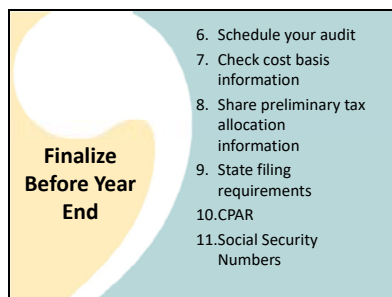 Finalize
Before Year
End
6. Schedule your audit
7. Check cost basis
information
8. Share preliminary tax
allocation
information
9. State filing
requirements
10.CPAR
11.Social Security
Numbers